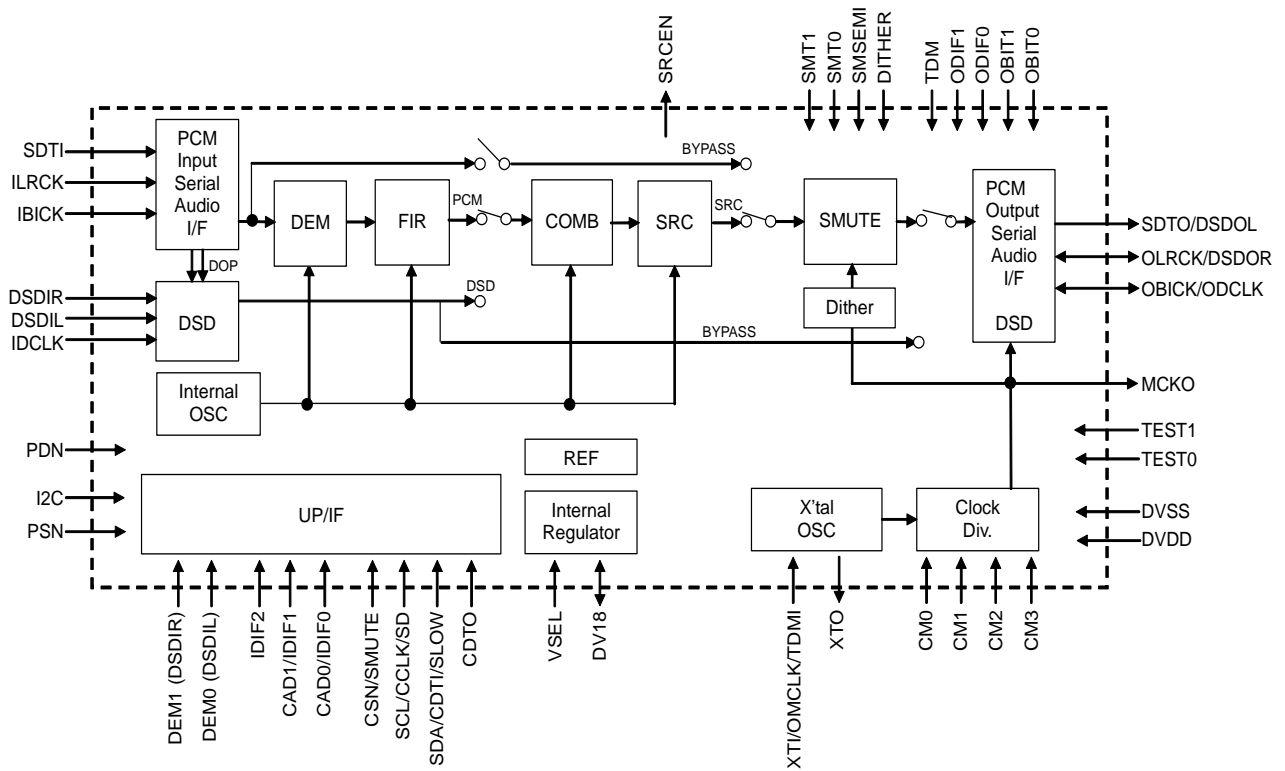 SRCEN
SMT1
SMT0
SMSEMI
DITHER
TDM
ODIF1
ODIF0
OBIT1
OBIT0
SDTI
ILRCK
IBICK
PCM
Input
Serial
Audio
I/F
BYPASS
DEM
FIR
PCM
COMB
SRC
SRC
SMUTE
PCM
Output
Serial
Audio
I/F
DSD
SDTO/DSDOL
OLRCK/DSDOR
OBICK/ODCLK
DOP
DSDIR
DSDIL
IDCLK
DSD
DSD
Dither
BYPASS
Internal
OSC
MCKO
PDN
I2C
PSN
REF
TEST1
TEST0
UP/IF
Internal
Regulator
X'tal
OSC
Clock
Div.
DVSS
DVDD
DEM1 (DSDIR)
DEM0 (DSDIL)
IDIF2
CAD1/IDIF1
CAD0/IDIF0
CSN/SMUTE
SCL/CCLK/SD
SDA/CDTI/SLOW
CDTO
VSEL
DV18
XTI/OMCLK/TDMI
XTO
CM0
CM1
CM2
CM3